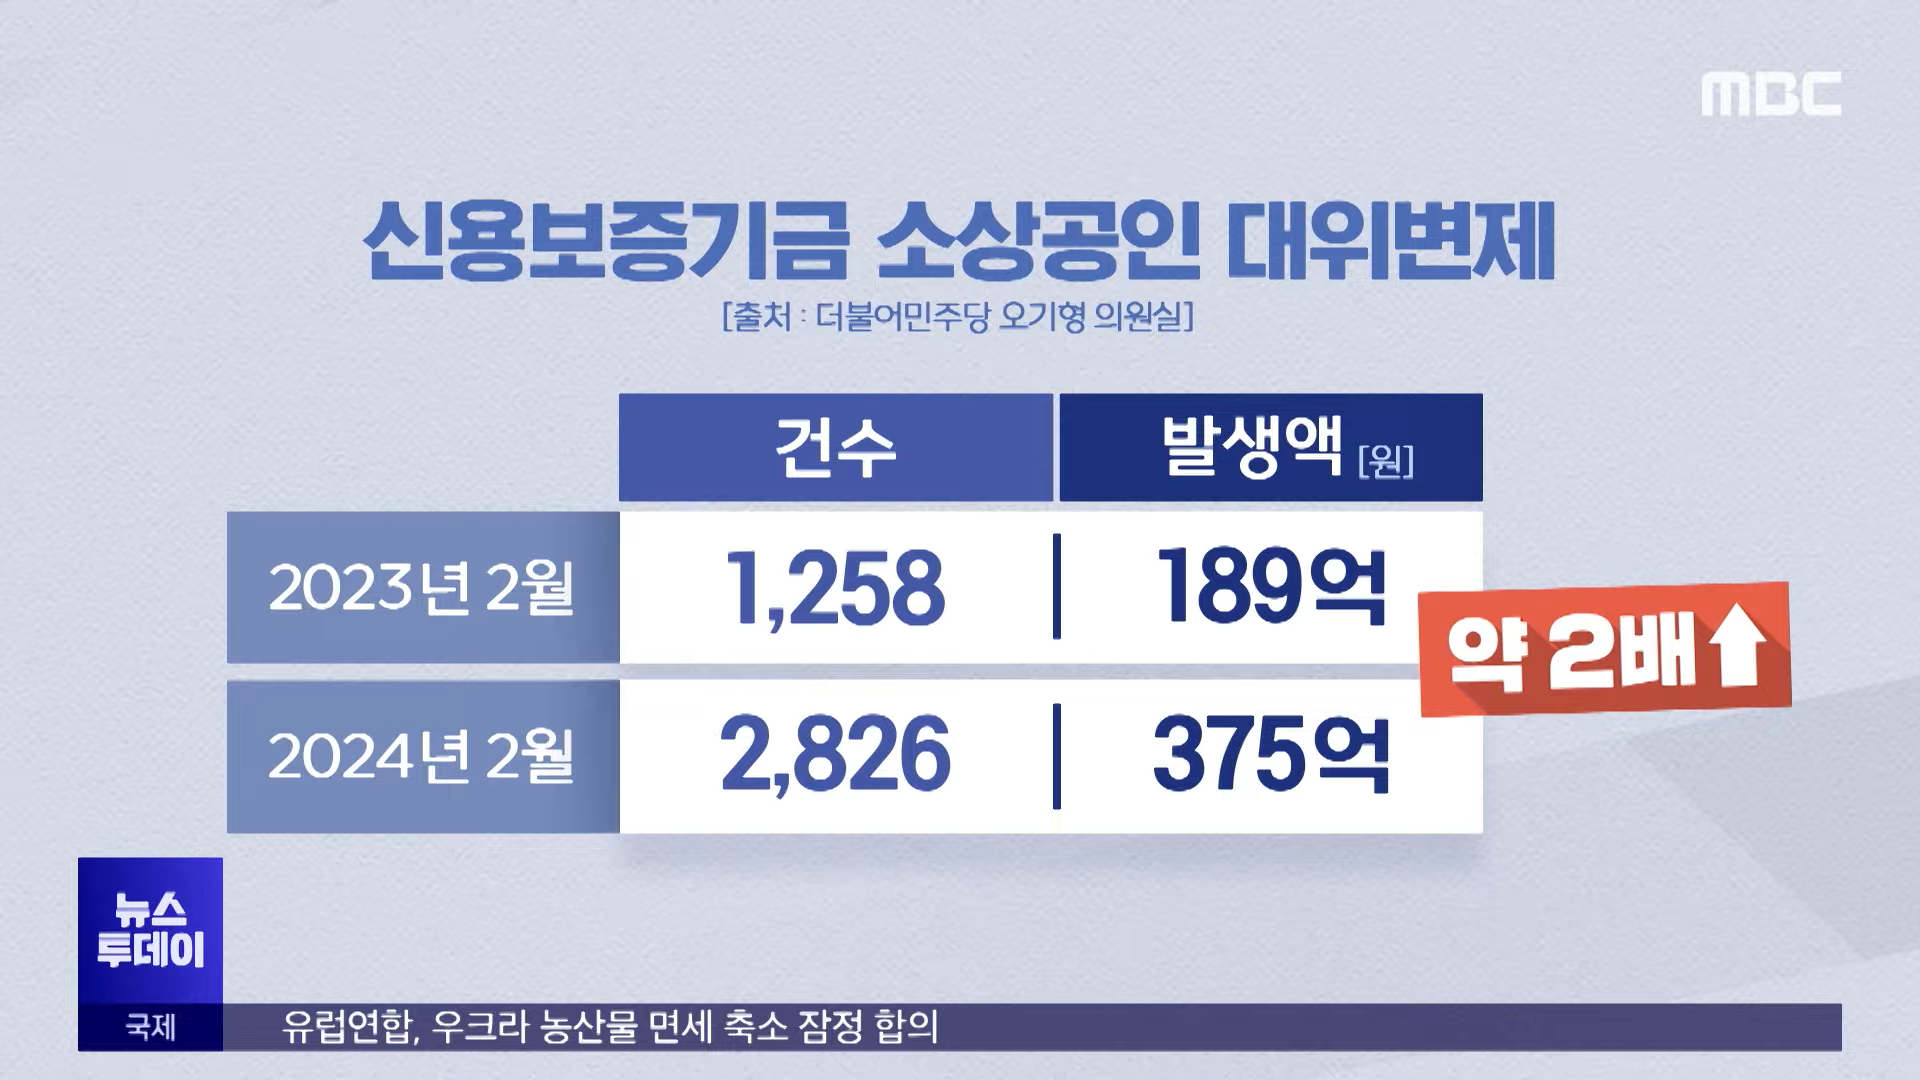 MBC
신용보증기금 소상공인 대위변제
[출처 : 더불어민주당 오기형 의원실]
건수 발생액 [원]
2023년 2월 1,258 189억
약 2배
2024년 2월 2,826 375억
뉴스
투데이
국제 유럽연합, 우크라 농산물 면세 축소 잠정 합의